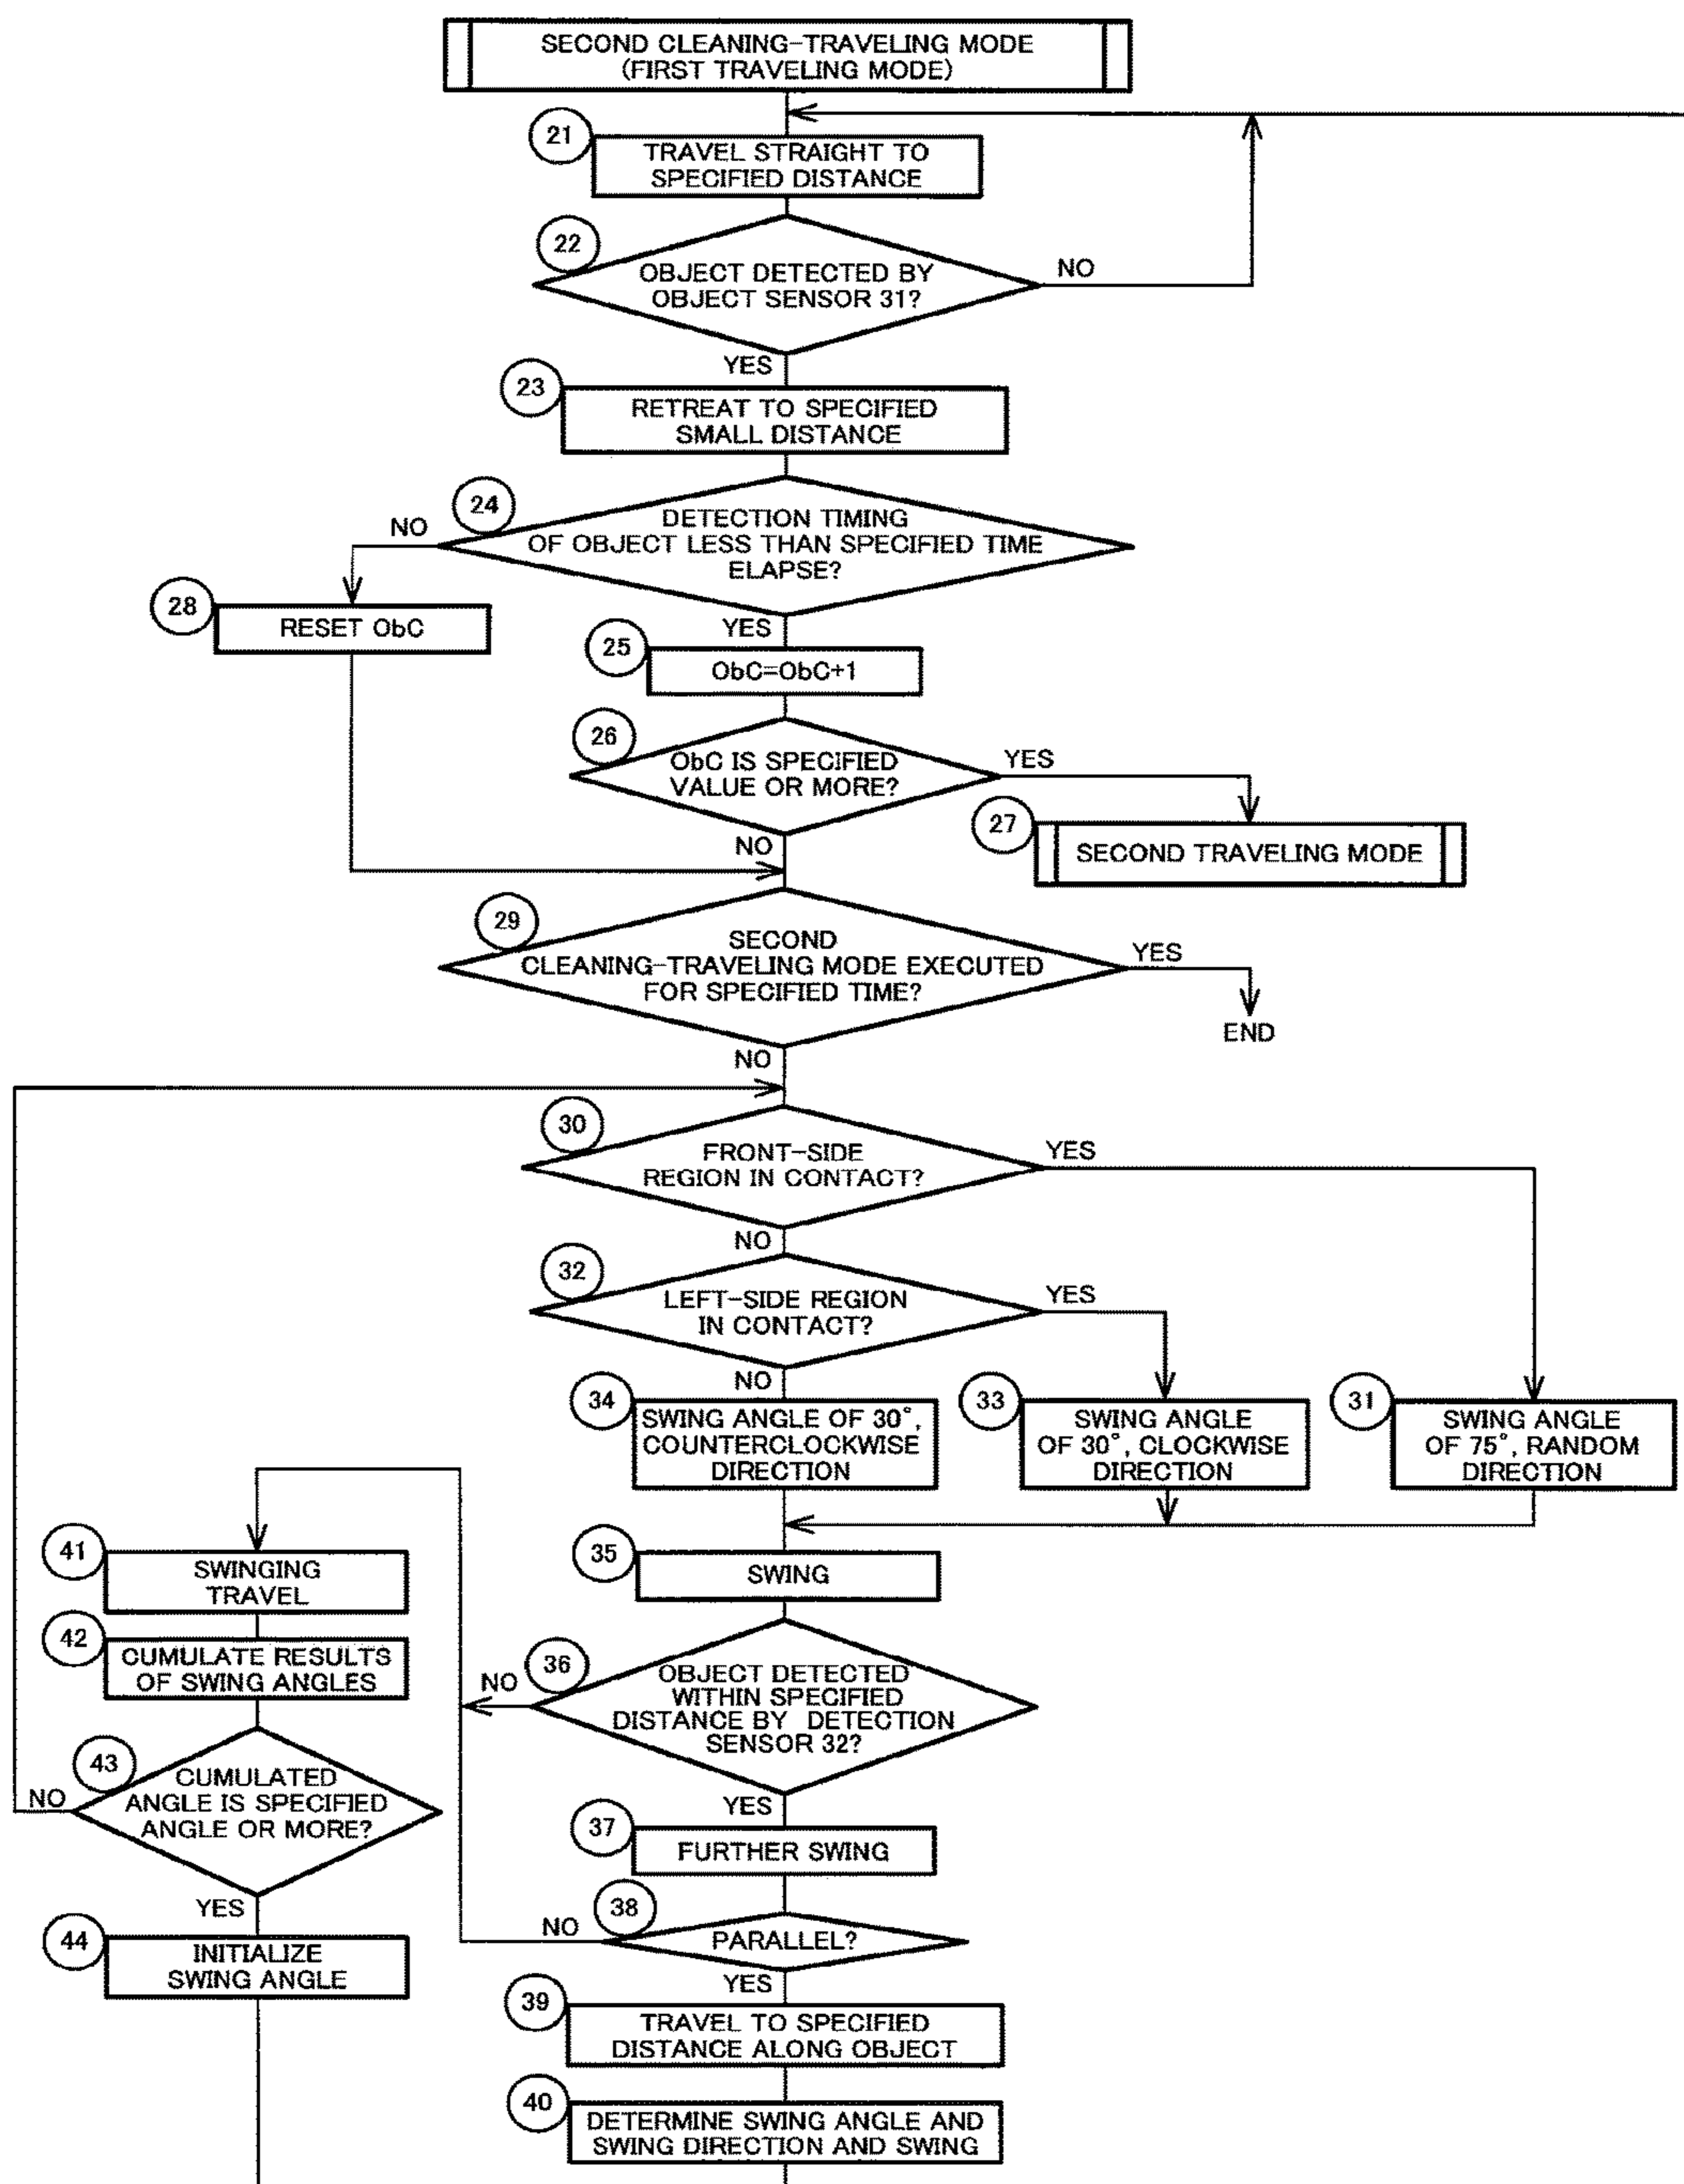 SECOND CLEANING-TRAVELING MODE
(FIRST TRAVELING MODE)
21
TRAVEL STRAIGHT TO
SPECIFIED DISTANCE
22
OBJECT DETECTED BY
OBJECT SENSOR 31?
NO
YES
23
RETREAT TO SPECIFIED
SMALL DISTANCE
24
DETECTION TIMING
OF OBJECT LESS THAN SPECIFIED TIME
ELAPSE?
NO
YES
28
RESET ObC
25
ObC=ObC+1
26
ObC IS SPECIFIED
VALUE OR MORE?
YES
NO
27
SECOND TRAVELING MODE
29
SECOND
CLEANING-TRAVELING MODE EXECUTED
FOR SPECIFIED TIME?
YES
END
NO
30
FRONT-SIDE
REGION IN CONTACT?
YES
NO
32
LEFT-SIDE REGION
IN CONTACT?
YES
NO
34
SWING ANGLE OF 30°,
COUNTERCLOCKWISE
DIRECTION
33
SWING ANGLE
OF 30°, CLOCKWISE
DIRECTION
31
SWING ANGLE
OF 75°, RANDOM
DIRECTION
35
SWING
36
OBJECT DETECTED
WITHIN SPECIFIED
DISTANCE BY DETECTION
SENSOR 32?
NO
YES
37
FURTHER SWING
38
PARALLEL?
NO
YES
39
TRAVEL TO SPECIFIED
DISTANCE ALONG OBJECT
40
DETERMINE SWING ANGLE AND
SWING DIRECTION AND SWING
41
SWINGING
TRAVEL
42
CUMULATE RESULTS
OF SWING ANGLES
43
CUMULATED
ANGLE IS SPECIFIED
ANGLE OR MORE?
NO
YES
44
INITIALIZE
SWING ANGLE